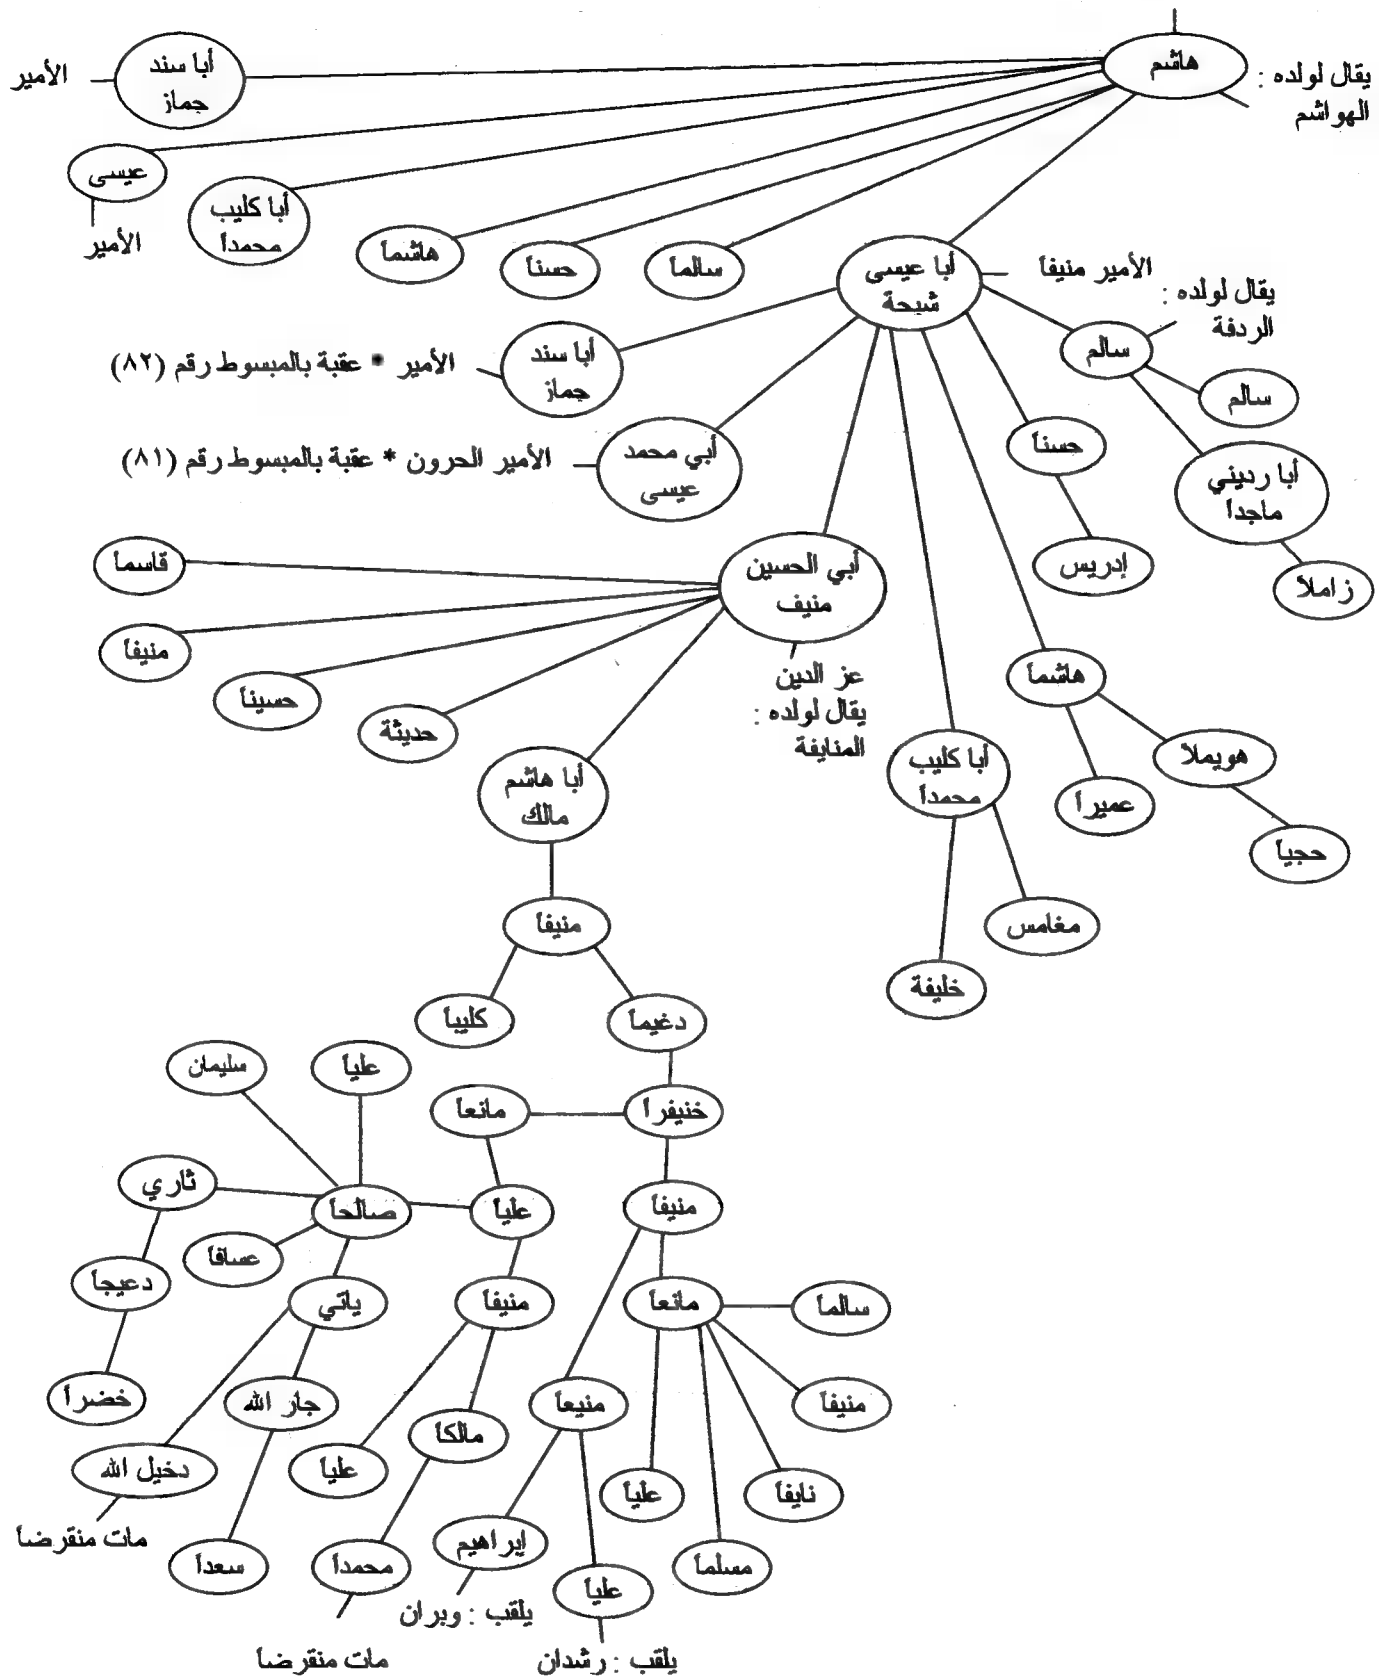 هاشم
يقال لولده :
الهواشم
أبا سند
جماز
الأمير
عيسى
الأمير
أبا كليب
محمداً
هاشماً
حسناً
سالماً
أبا عيسى
شيحة
الأمير منيفاً
يقال لولده :
الردفة
سالم
سالم
أبا رديني
ماجداً
زاملاً
حسناً
إدريس
أبا سند
جماز
الأمير * عقبة بالمبسوط رقم (٨٢)
أبي محمد
عيسى
الأمير الحرون * عقبة بالمبسوط رقم (٨١)
أبي الحسين
منيف
عز الدين
يقال لولده :
المنايفة
قاسماً
منيفاً
حسيناً
حديثة
أبا هاشم
مالك
هاشماً
هويملاً
عميراً
حجياً
أبا كليب
محمداً
مغامس
خليفة
منيفاً
كليباً
دغيماً
خنيفراً
مانعاً
علياً
سليمان
ثاري
صالحاً
علياً
منيفاً
عسافاً
دعيجاً
ياتي
منيفاً
مانعاً
سالماً
خضراً
جار الله
مالكاً
منيعاً
منيفاً
دخيل الله
علياً
علياً
نايفاً
مات منقرضاً
سعداً
محمداً
إبراهيم
علياً
مسلماً
يلقب : وبران
مات منقرضاً
يلقب : رشدان